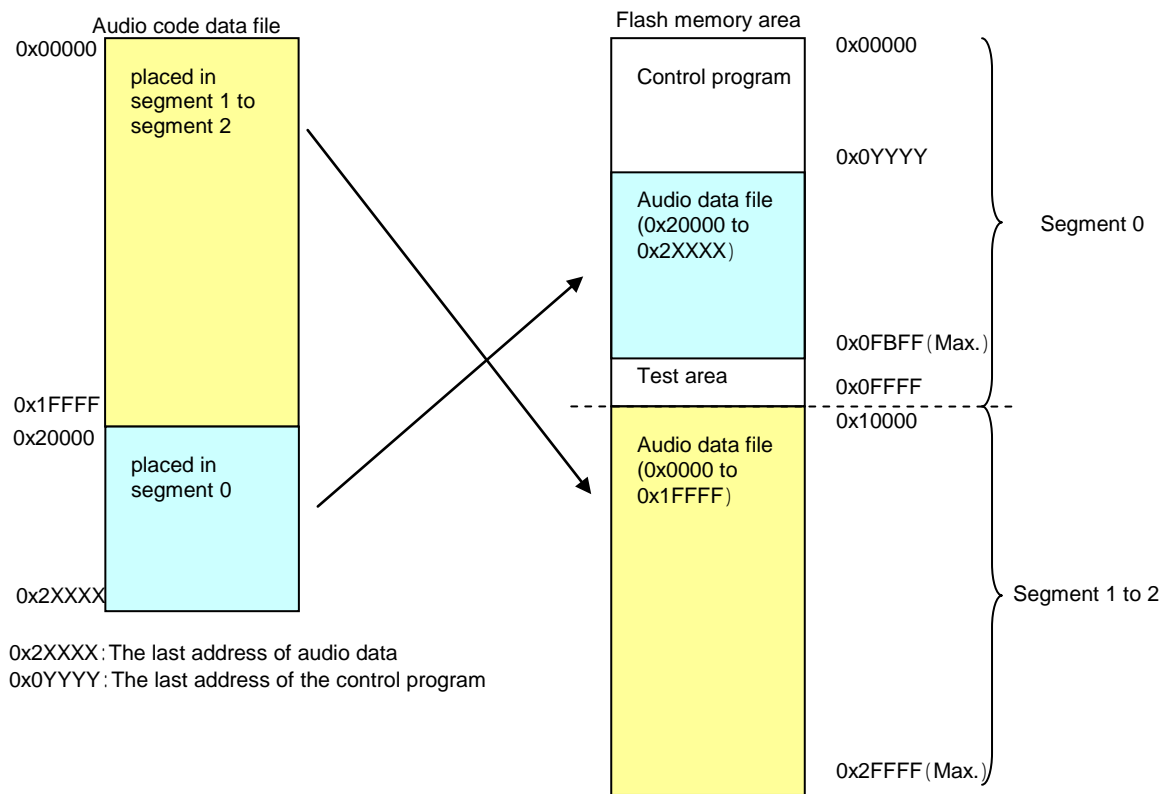 Audio code data file
0x00000
placed in
segment 1 to
segment 2
0x1FFFF
0x20000
placed in
segment 0
0x2XXXX
0x2XXXX:The last address of audio data
0x0YYYY:The last address of the control program
Flash memory area
0x00000
Control program
0x0YYYY
Audio data file
(0x20000 to
0x2XXXX)
Segment 0
0x0FBFF(Max.)
Test area
0x0FFFF
0x10000
Audio data file
(0x0000 to
0x1FFFF)
Segment 1 to 2
0x2FFFF(Max.)